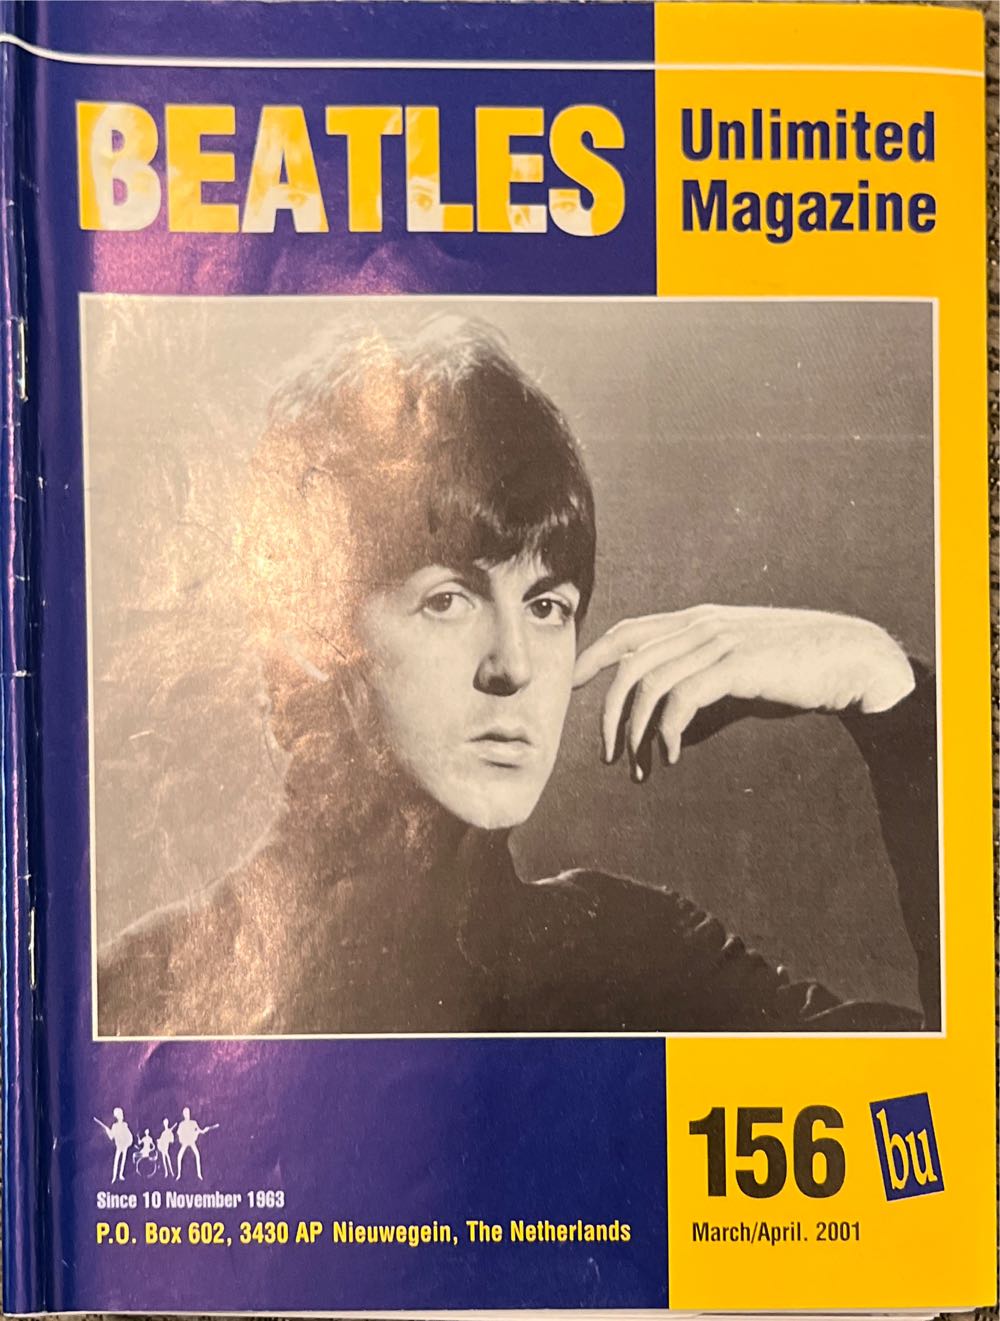 BEATLES
Unlimited
Magazine
Since 10 November 1963
P.O. Box 602, 3430 AP Nieuwegein, The Netherlands
156
bu
March/April. 2001